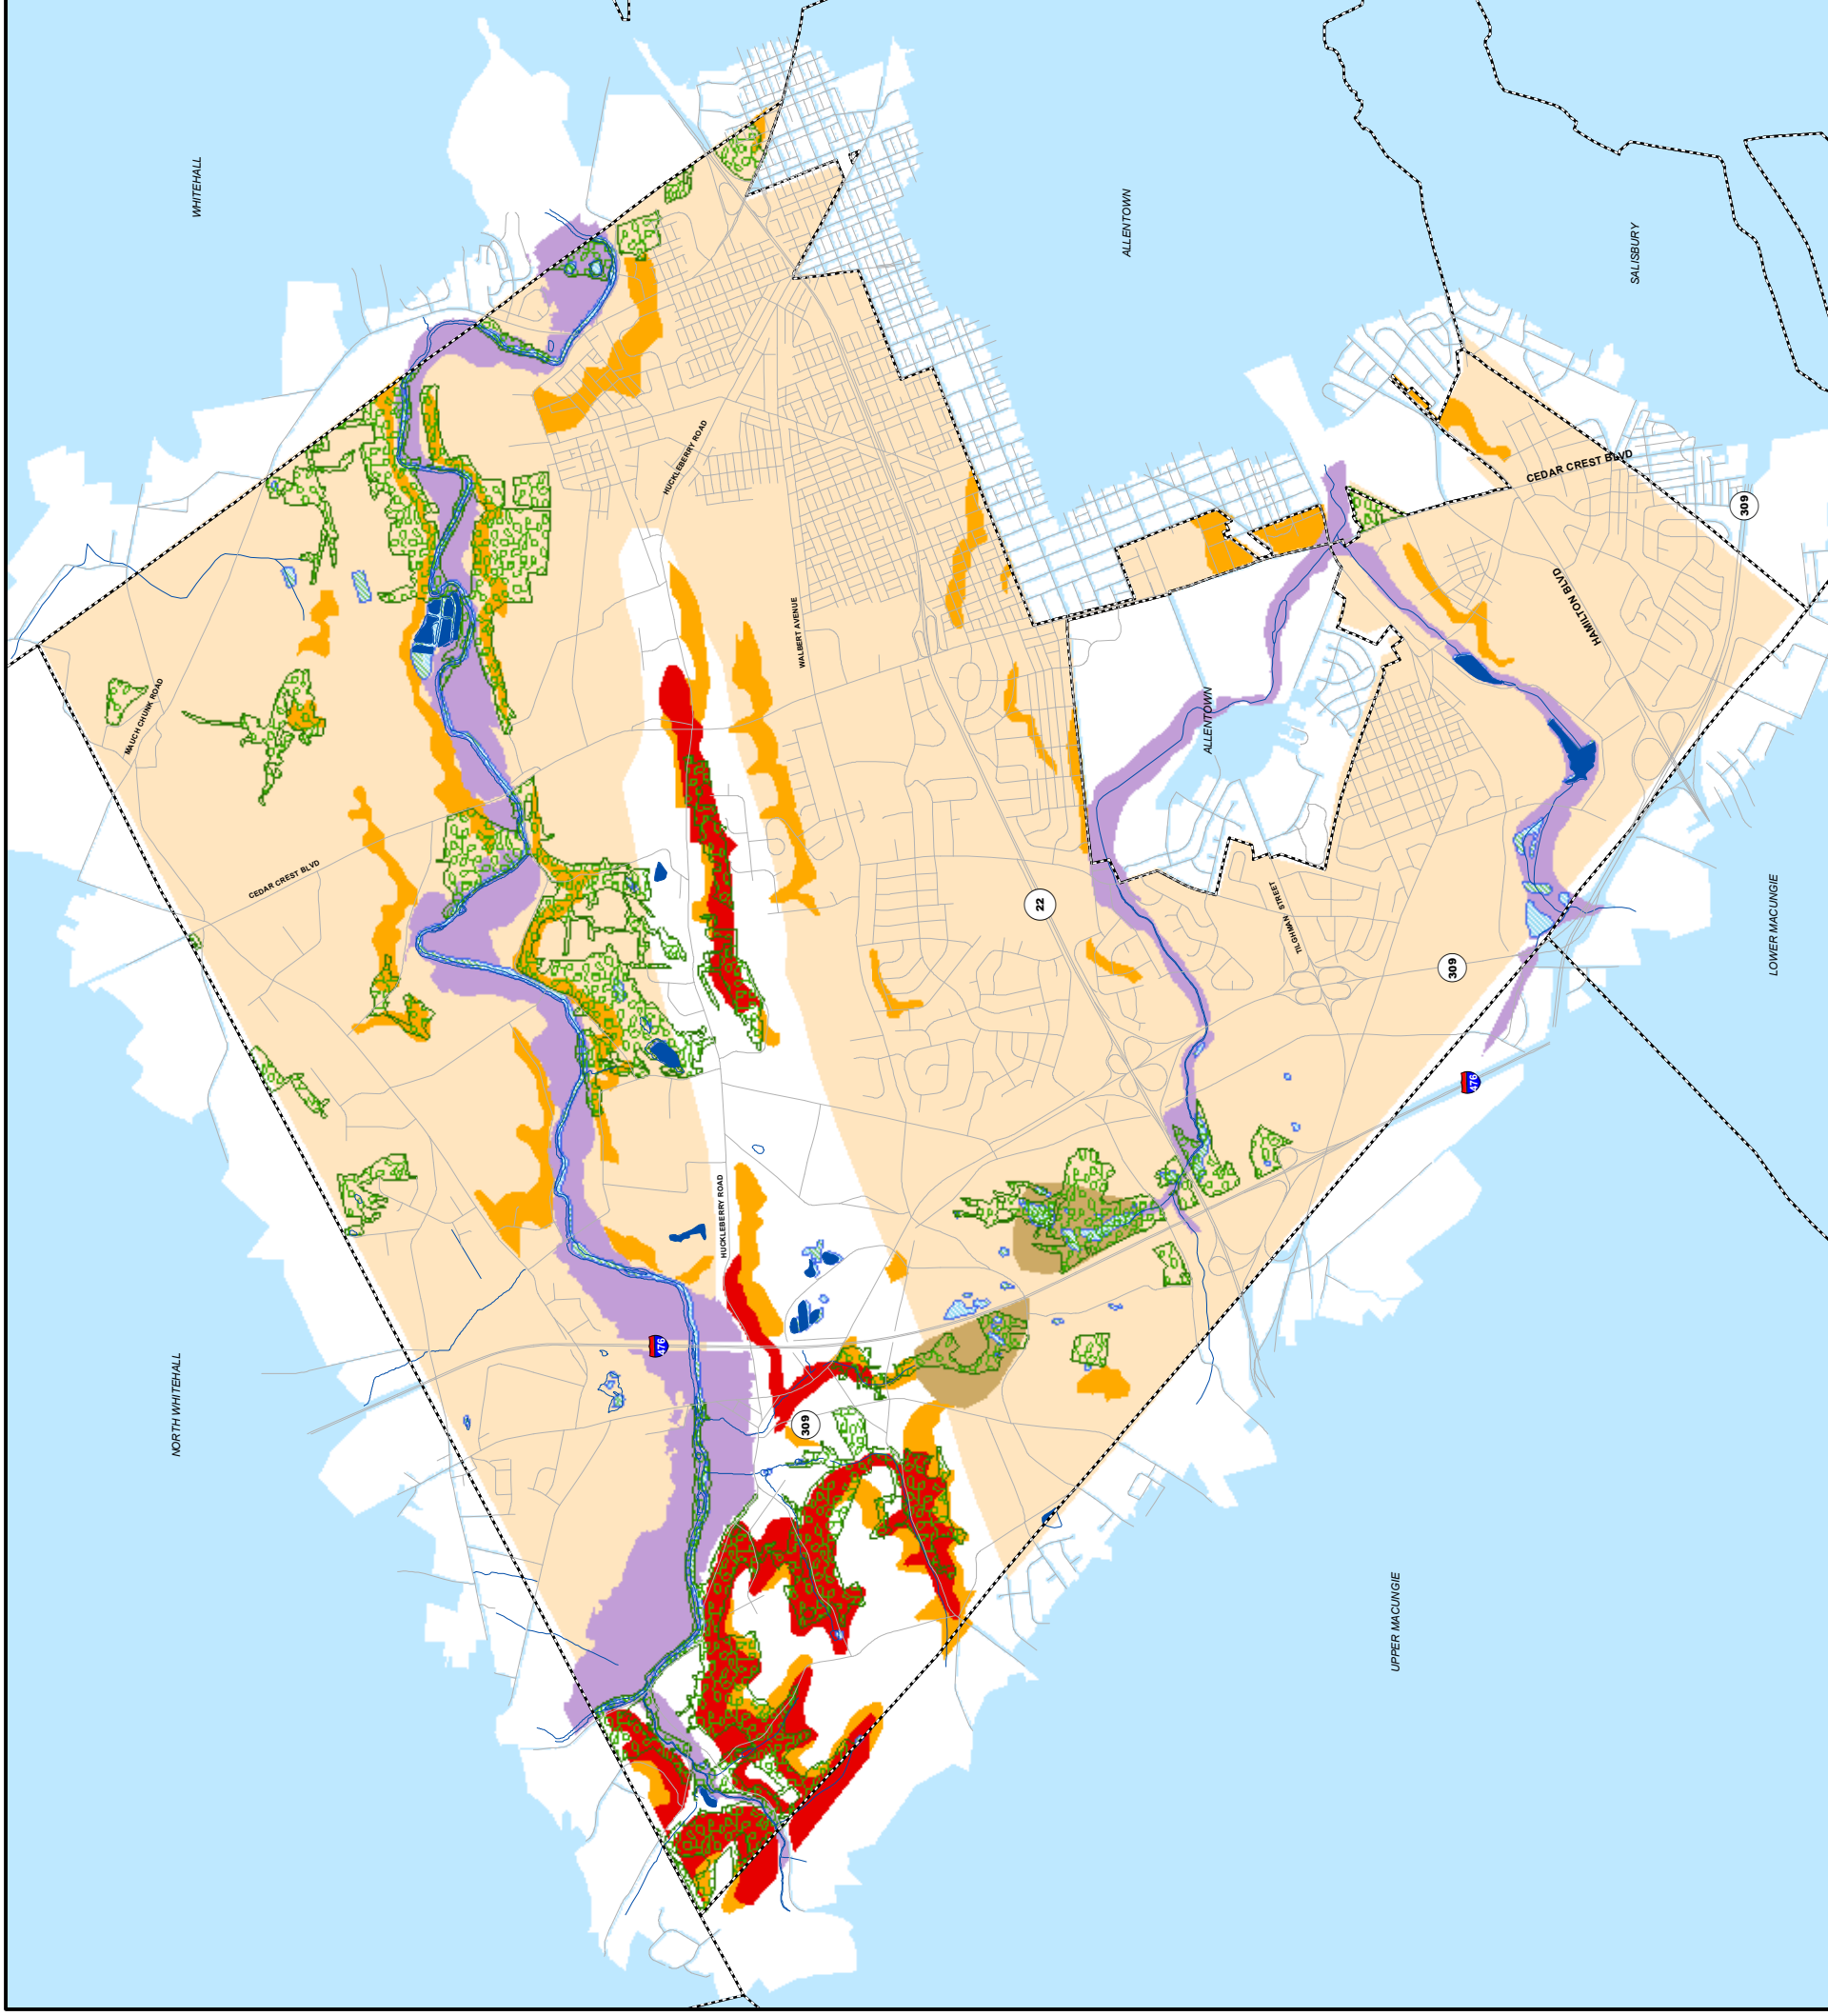 WHITEHALL
ALLENTOWN
SALISBURY
HUCKLEBERRY ROAD
CEDAR CREST BLVD
309
WALBERT AVENUE
HAMILTON BLVD
MAUCH CHUNK ROAD
ALLENTOWN
CEDAR CREST BLVD
22
TILGHMAN STREET
309
LOWER MACUNGIE
476
HUCKLEBERRY ROAD
476
NORTH WHITEHALL
309
UPPER MACUNGIE